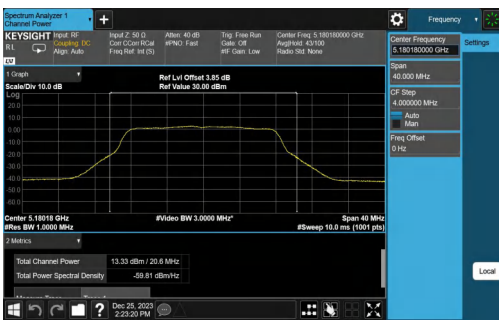 Spectrum Analyzer 1
Channel Power
KEYSIGHT
RL
Input: RF
Coupling: DC
Align: Auto
Input Z: 50 Ω
Corr CCorr RCal
Freq Ref: Int (S)
Atten: 40 dB
#PNO: Fast
Trig: Free Run
Gate: Off
#IF Gain: Low
Center Freq: 5.180180000 GHz
Avg|Hold: 43/100
Radio Std: None
1 Graph
Scale/Div 10.0 dB
Ref Lvl Offset 3.85 dB
Ref Value 30.00 dBm
Log
20.0
10.0
0.00
-10.0
-20.0
-30.0
-40.0
-50.0
-60.0
Center 5.18018 GHz
#Res BW 1.0000 MHz
#Video BW 3.0000 MHz*
Span 40 MHz
#Sweep 10.0 ms (1001 pts)
2 Metrics
Total Channel Power 13.33 dBm / 20.6 MHz
Total Power Spectral Density -59.81 dBm/Hz
?
Dec 25, 2023
2:23:20 PM
Frequency
Center Frequency
5.180180000 GHz
Span
40.000 MHz
CF Step
4.000000 MHz
Auto
Man
Freq Offset
0 Hz
Settings
Local